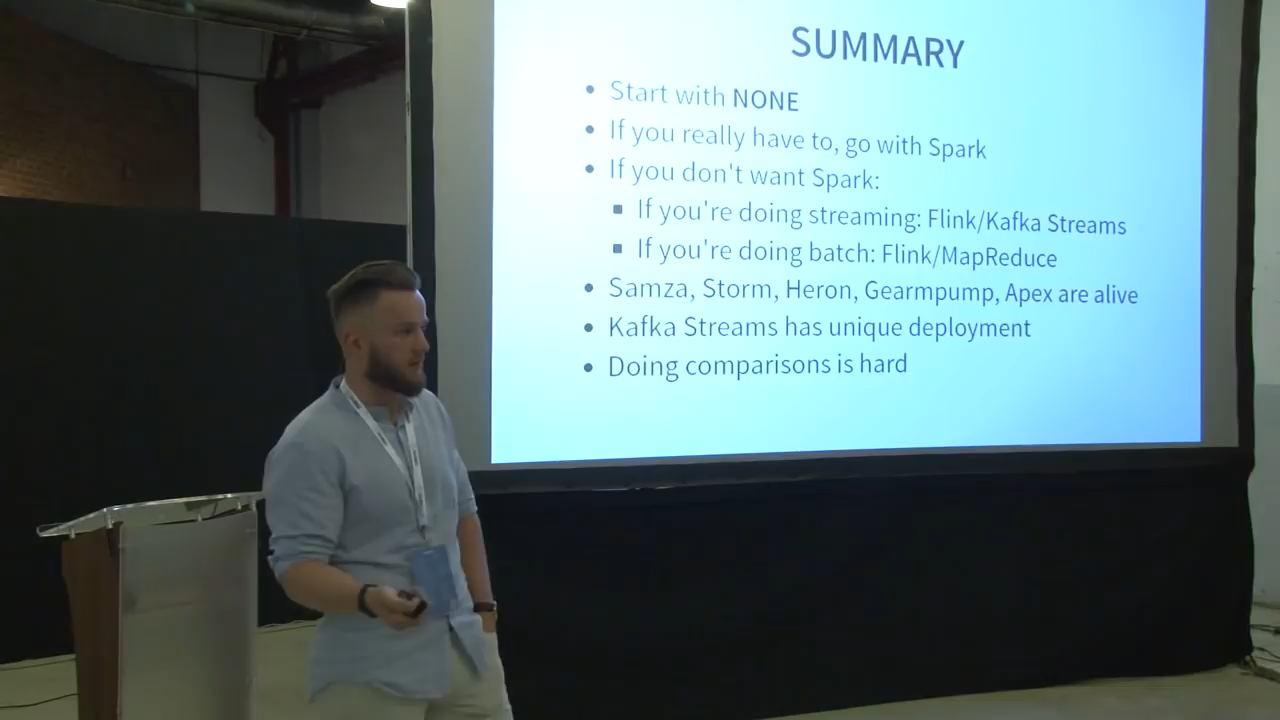 SUMMARY
Start with NONE
If you really have to, go with Spark
If you don't want Spark:
If you're doing streaming: Flink/Kafka Streams
If you're doing batch: Flink/MapReduce
Samza, Storm, Heron, Gearmpump, Apex are alive
Kafka Streams has unique deployment
Doing comparisons is hard